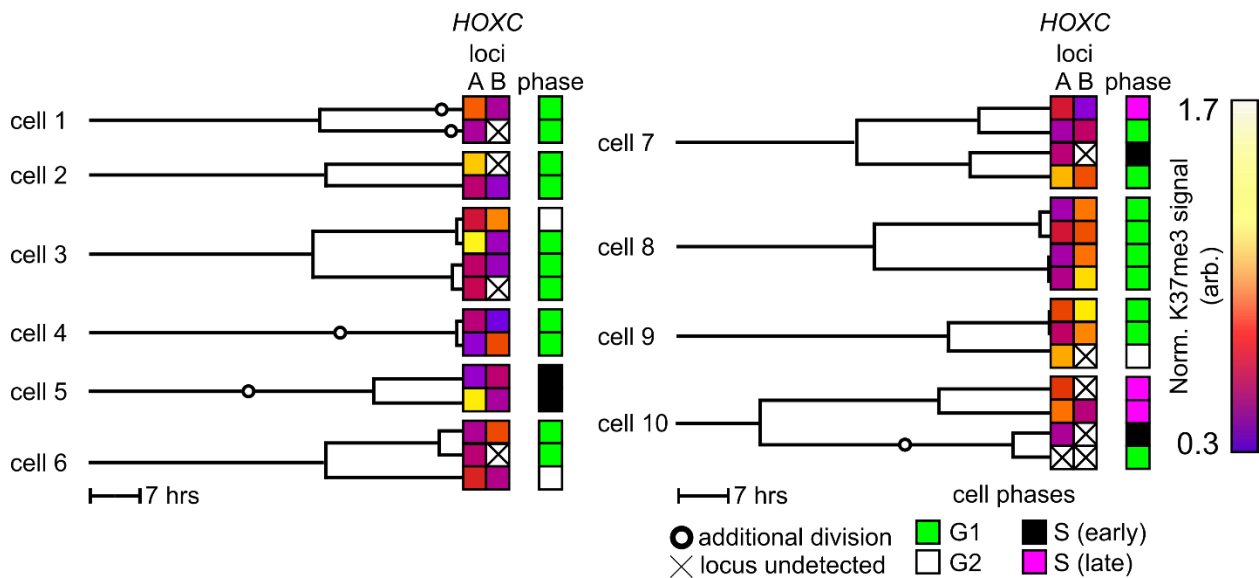 HOXC
loci
A B phase
cell 1
cell 2
cell 3
cell 4
cell 5
cell 6
7 hrs
HOXC
loci
A B phase
cell 7
cell 8
cell 9
cell 10
7 hrs
1.7
0.3
Norm. K37me3 signal
(arb.)
additional division
locus undetected
cell phases
G1
G2
S (early)
S (late)